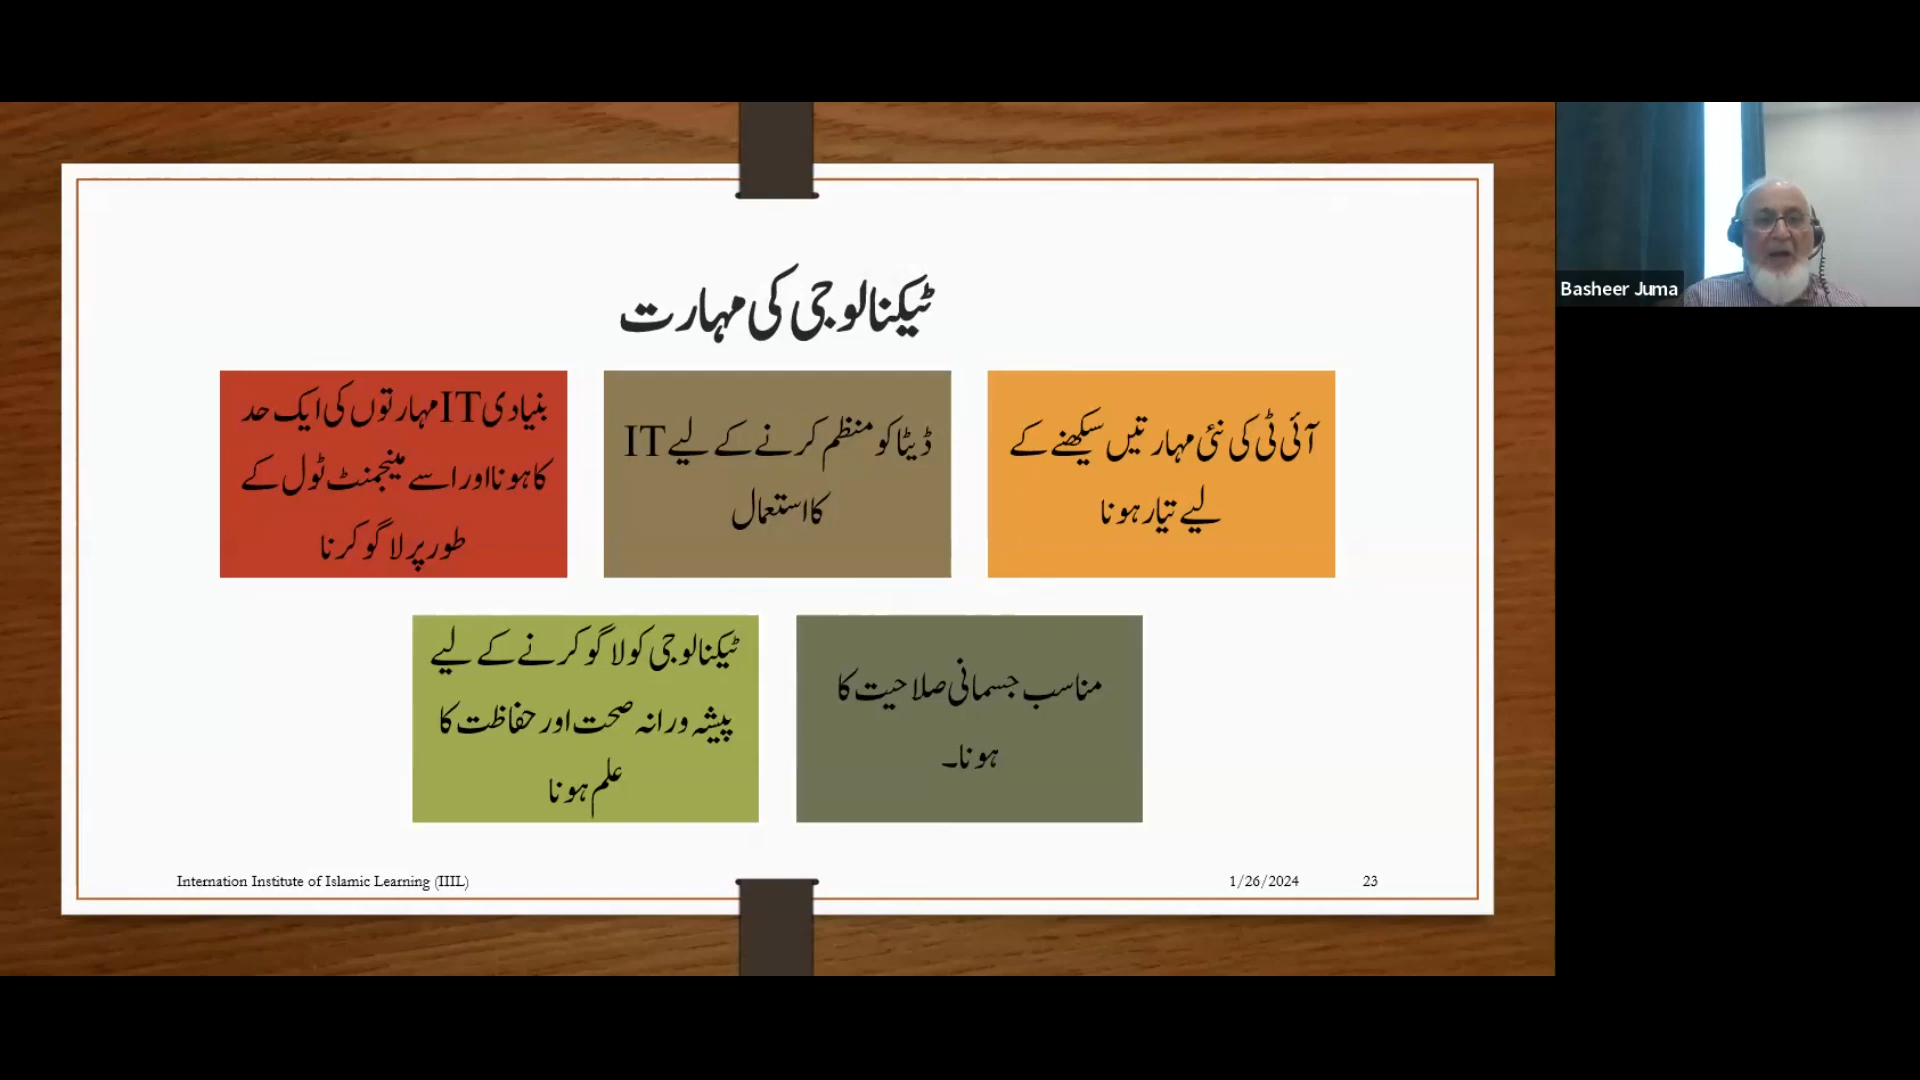 ٹیکنالوجی کی مہارت
بنیادی IT مہارتوں کی ایک حد
کا ہونا اور اسے مینجمنٹ ٹول کے
طور پر لاگو کرنا
ڈیٹا کو منظم کرنے کے لیے IT
کا استعمال
آئی ٹی کی نئی مہارتیں سیکھنے کے
لیے تیار ہونا
ٹیکنالوجی کو لاگو کرنے کے لیے
پیشہ ورانہ صحت اور حفاظت کا
علم ہونا
مناسب جسمانی صلاحیت کا
ہونا۔
Internation Institute of Islamic Learning (IIIL)
1/26/2024
23
Basheer Juma